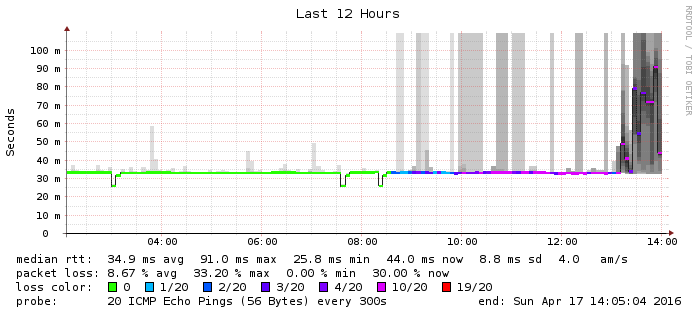 Last 12 Hours
RRDTOOL / TOBI OETIKER
Seconds
100 m
90 m
80 m
70 m
60 m
50 m
40 m
30 m
20 m
10 m
0
04:00 06:00 08:00 10:00 12:00 14:00
median rtt: 34.9 ms avg 91.0 ms max 25.8 ms min 44.0 ms now 8.8 ms sd 4.0 am/s
packet loss: 8.67 % avg 33.20 % max 0.00 % min 30.00 % now
loss color: 0 1/20 2/20 3/20 4/20 10/20 19/20
probe: 20 ICMP Echo Pings (56 Bytes) every 300s end: Sun Apr 17 14:05:04 2016